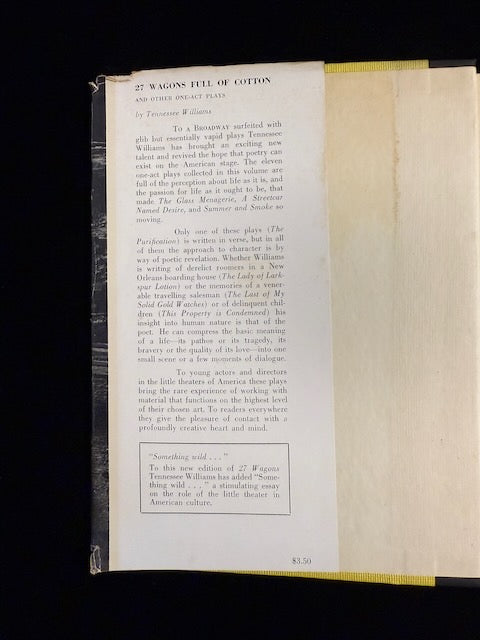 27 WAGONS FULL OF COTTON
AND OTHER ONE-ACT PLAYS
by Tennessee Williams
To a Broadway surfeited with
glib but essentially vapid plays Tennessee
Williams has brought an exciting new
talent and revived the hope that poetry can
exist on the American stage. The eleven
one-act plays collected in this volume are
full of the perception about life as it is, and
the passion for life as it ought to be, that
made The Glass Menagerie, A Streetcar
Named Desire, and Summer and Smoke so
moving.
Only one of these plays (The
Purification) is written in verse, but in all
of them the approach to character is by
way of poetic revelation. Whether Williams
is writing of derelict roomers in a New
Orleans boarding house (The Lady of Lark-
spur Lotion) or the memories of a vener-
able travelling salesman (The Last of My
Solid Gold Watches) or of delinquent chil-
dren (This Property is Condemned) his
insight into human nature is that of the
poet. He can compress the basic meaning
of a life—its pathos or its tragedy, its
bravery or the quality of its love—into one
small scene or a few moments of dialogue.
To young actors and directors
in the little theaters of America these plays
bring the rare experience of working with
material that functions on the highest level
of their chosen art. To readers everywhere
they give the pleasure of contact with a
profoundly creative heart and mind.
"Something wild . . ."
To this new edition of 27 Wagons
Tennessee Williams has added "Some-
thing wild . . ." a stimulating essay
on the role of the little theater in
American culture.
$3.50